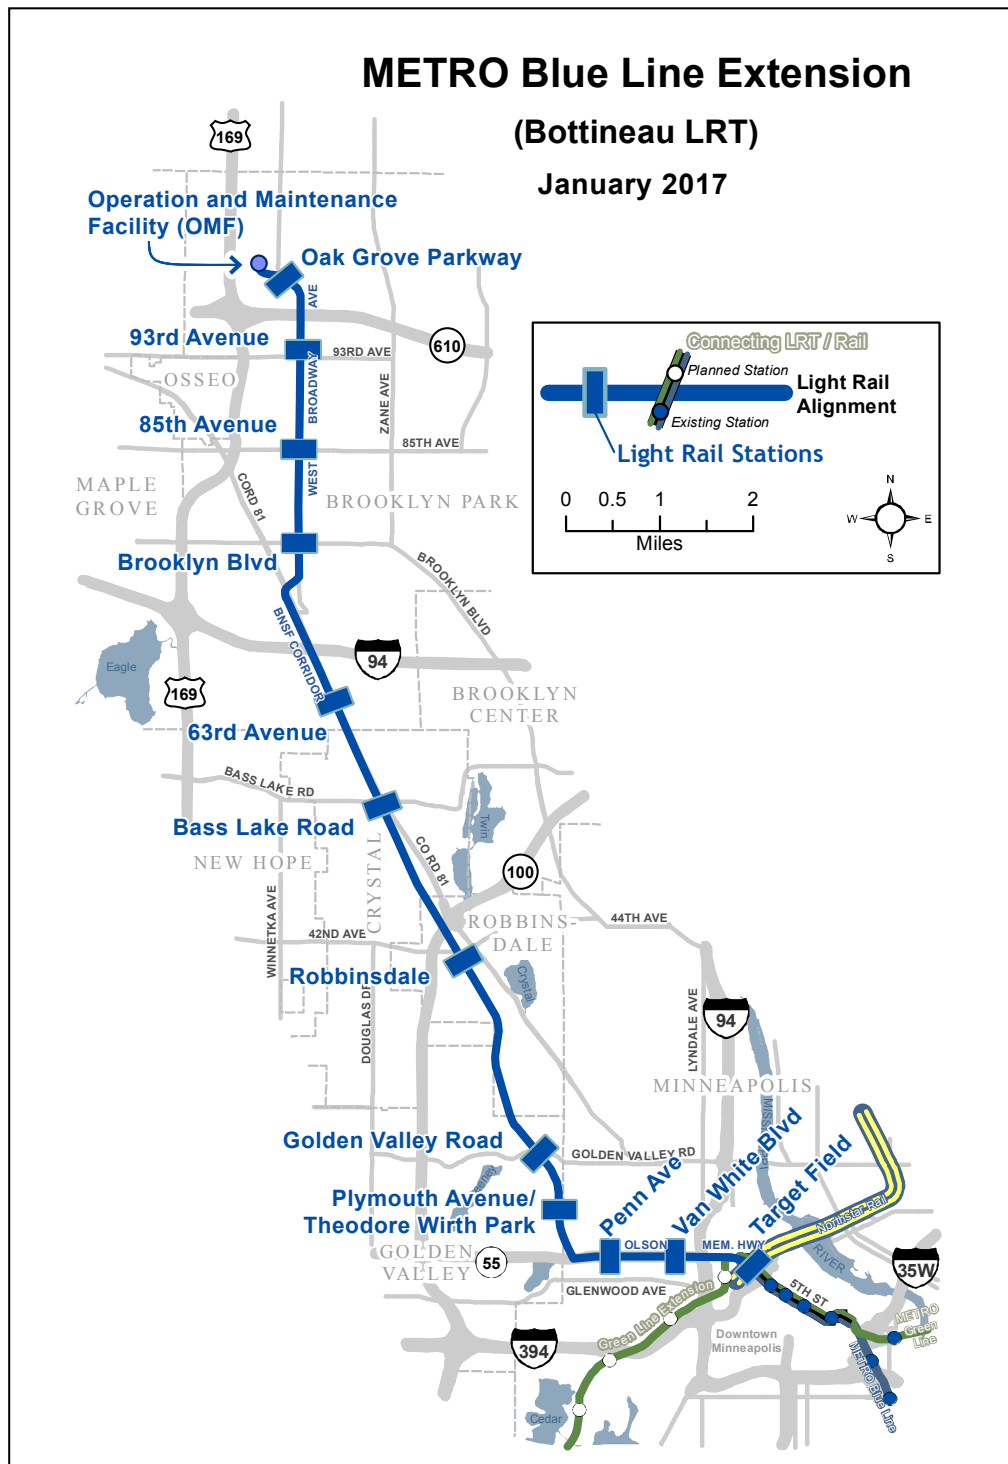 METRO Blue Line Extension
(Bottineau LRT)
January 2017
169
Operation and Maintenance
Facility (OMF)
Oak Grove Parkway
AVE
93rd Avenue
93RD AVE
610
OSSEO
BROADWAY
ZANE AVE
85th Avenue
85TH AVE
WEST
CORD 81
MAPLE
GROVE
BROOKLYN PARK
Connecting LRT / Rail
Planned Station
Existing Station
Light Rail
Alignment
Light Rail Stations
0 0.5 1 2
Miles
N
W
E
S
Brooklyn Blvd
BROOKLYN BLVD
BNSF CORRIDOR
94
Eagle
169
BROOKLYN
CENTER
63rd Avenue
BASS LAKE RD
Bass Lake Road
Twin
NEW HOPE
CRYSTAL
CO RD 81
100
WINNETKA AVE
42ND AVE
ROBBINS-
DALE
44TH AVE
Robbinsdale
Crystal
DOUGLAS DR
LYNDALE AVE
94
MINNEAPOLIS
Golden Valley Road
GOLDEN VALLEY RD
Plymouth Avenue/
Theodore Wirth Park
Penn Ave
Van White Blvd
Target Field
Northstar Rail
RIVER
GOLDEN
VALLEY
55
OLSON
MEM. HWY
GLENWOOD AVE
35W
5TH ST
Green Line Extension
METRO
Green
Line
394
Downtown
Minneapolis
METRO Blue Line
Cedar